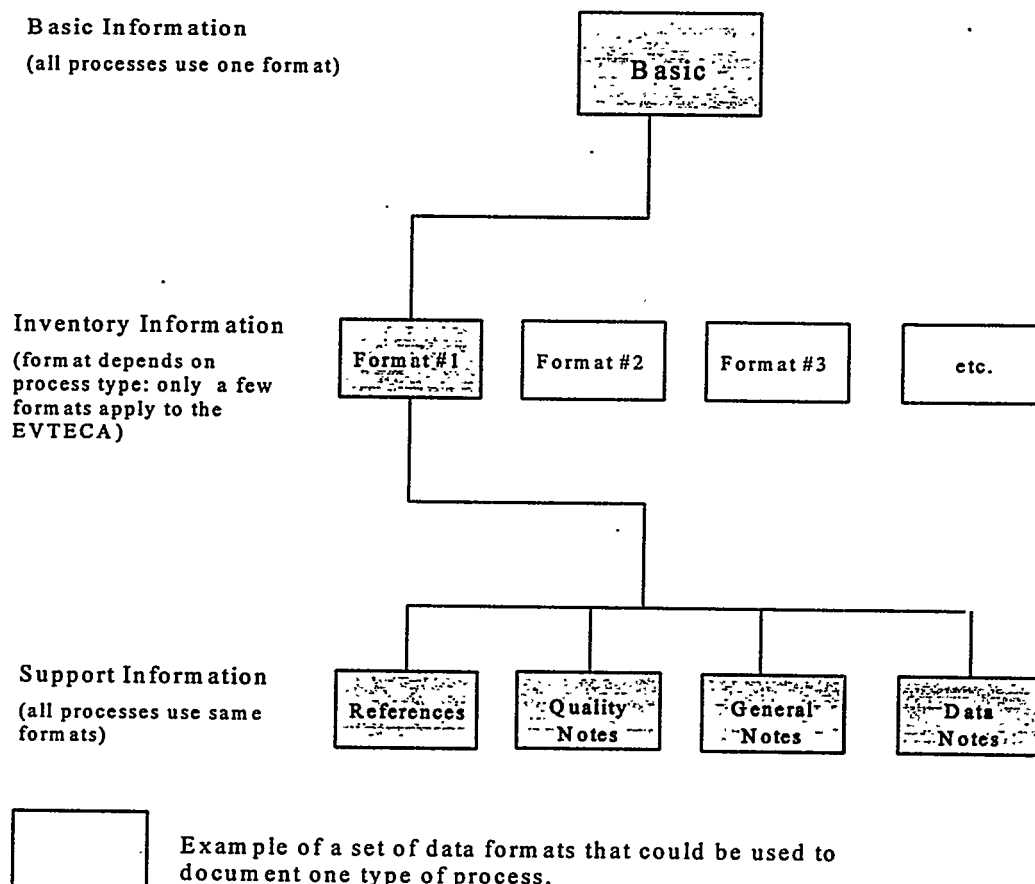 Basic Information
(all processes use one format)
Basic
Inventory Information
(format depends on
process type: only a few
formats apply to the
EVTECA)
Format #1
Format #2
Format #3
etc.
Support Information
(all processes use same
formats)
References
Quality
Notes
General
Notes
Data
Notes
Example of a set of data formats that could be used to
document one type of process.